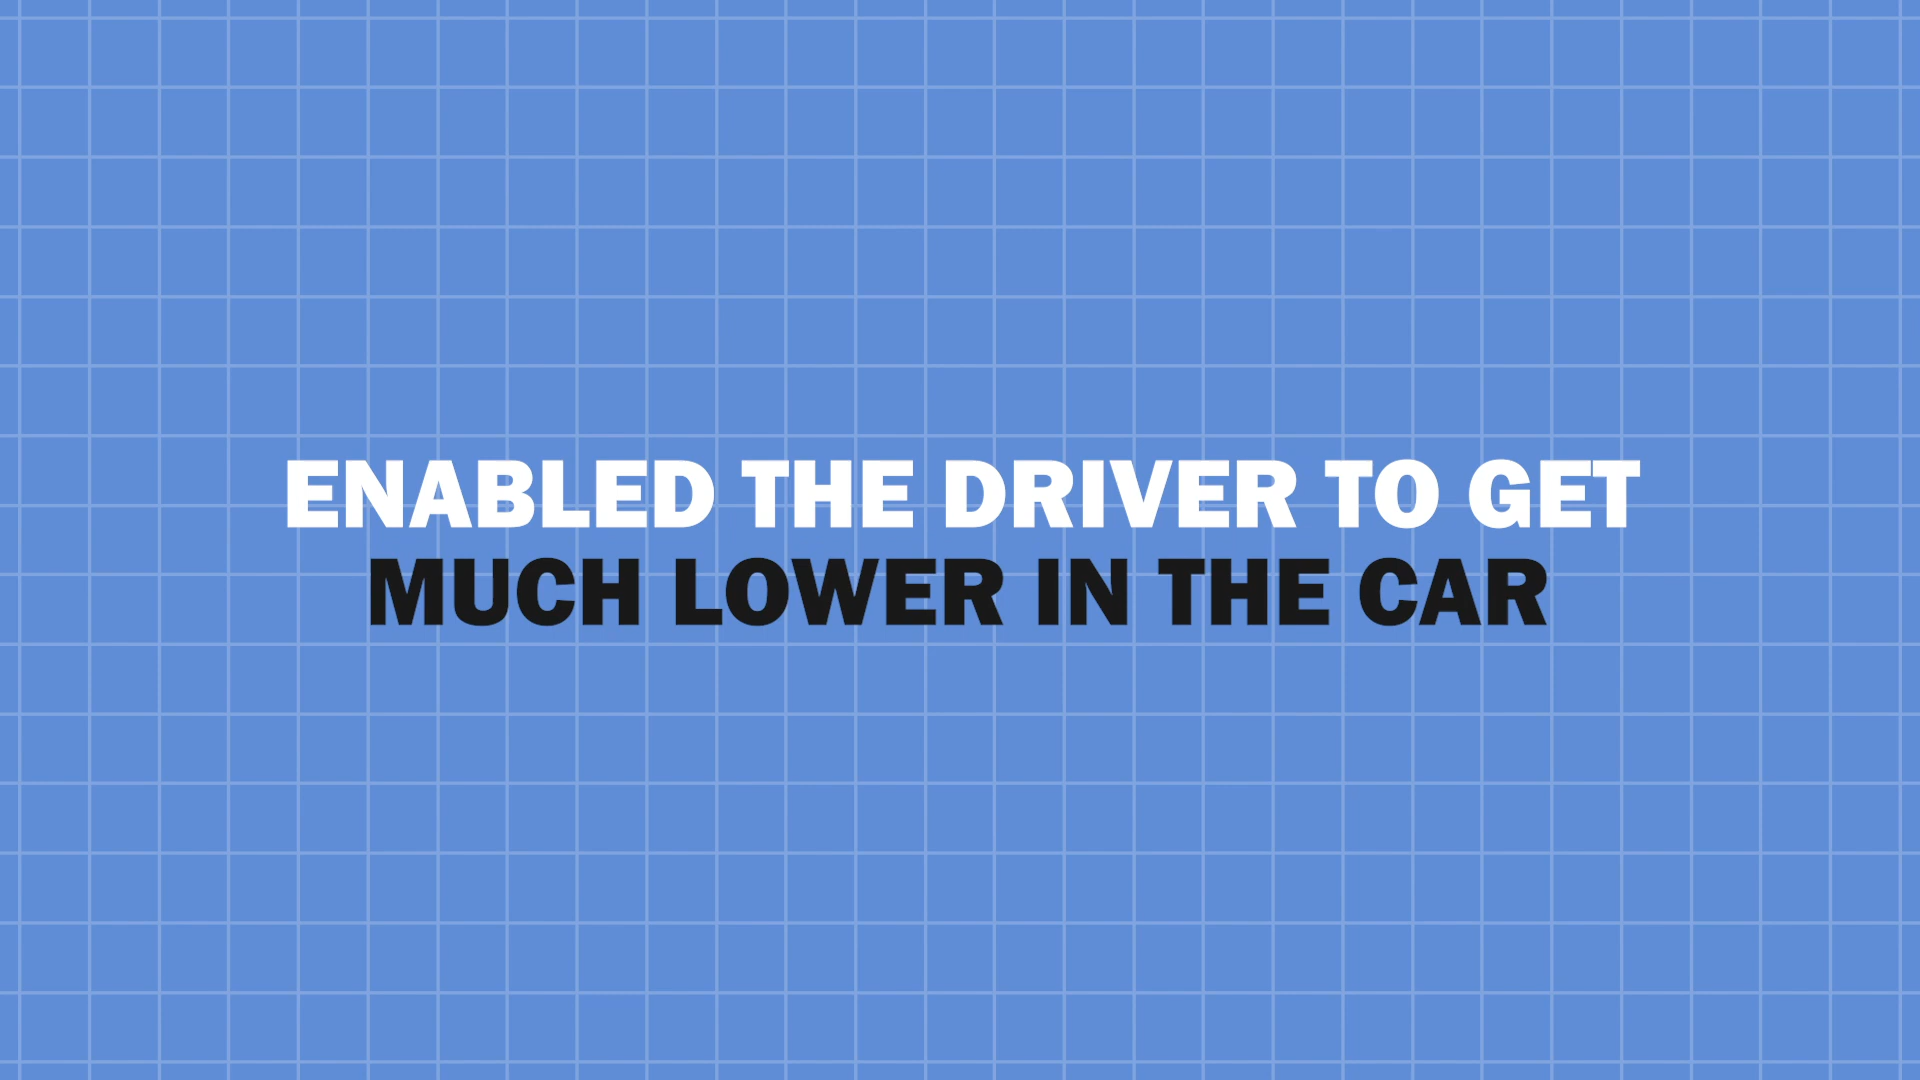 ENABLED THE DRIVER TO GET
MUCH LOWER IN THE CAR